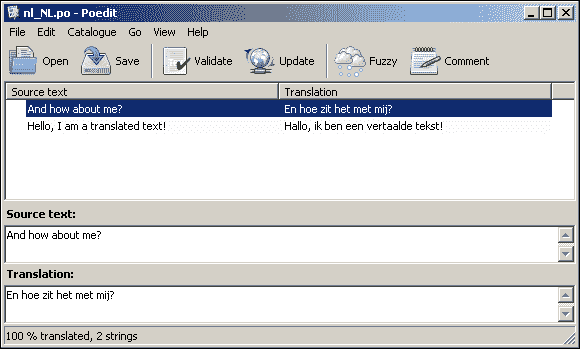 nl_NL.po - Poedit
File Edit Catalogue Go View Help
Open Save Validate Update Fuzzy Comment
Source text Translation
And how about me? En hoe zit het met mij?
Hello, I am a translated text! Hallo, ik ben een vertaalde tekst!
Source text:
And how about me?
Translation:
En hoe zit het met mij?
100 % translated, 2 strings